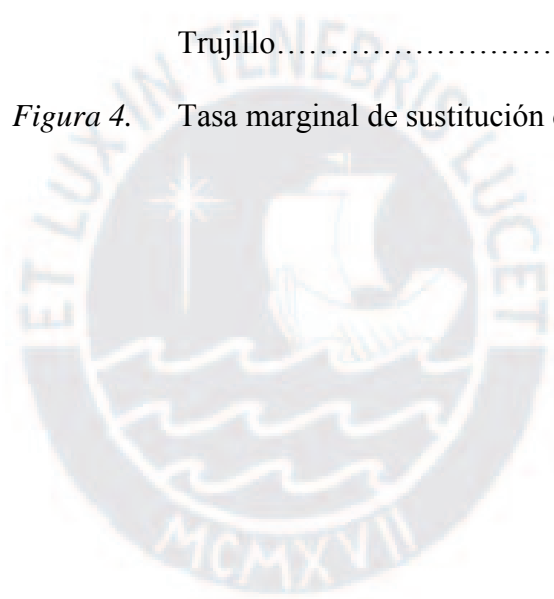 Trujillo………………………
Figura 4. Tasa marginal de sustitución
ET LUX IN TENEBRIS LUCET
MCMXVII